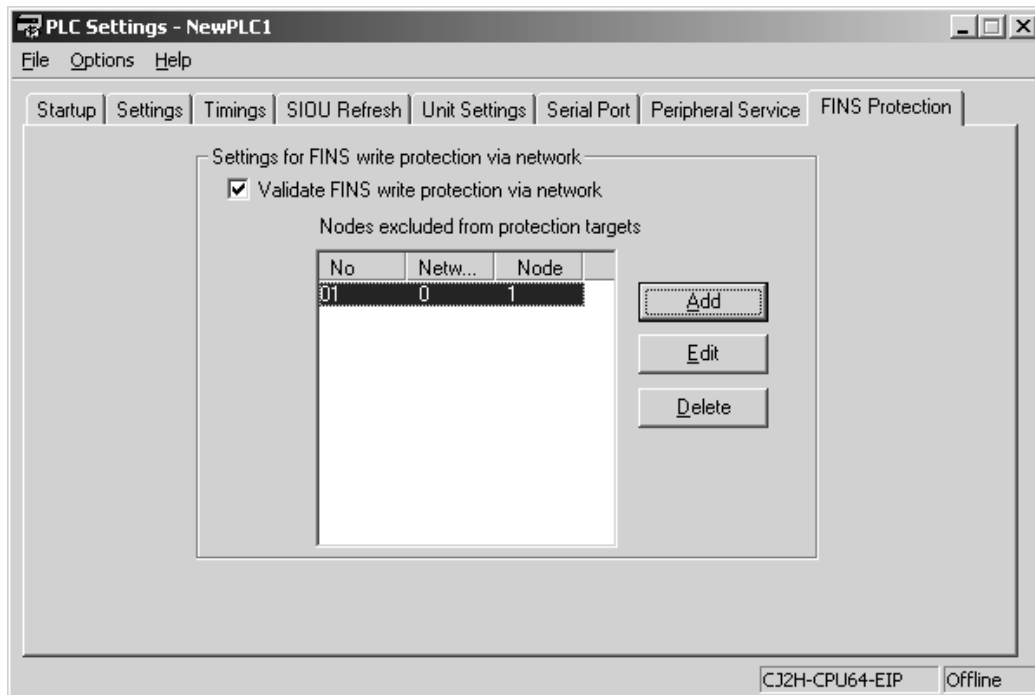 PLC Settings - NewPLC1
File Options Help
Startup Settings Timings SIOU Refresh Unit Settings Serial Port Peripheral Service FINS Protection
Settings for FINS write protection via network
Validate FINS write protection via network
Nodes excluded from protection targets
No Netw... Node
01 0 1
Add
Edit
Delete
CJ2H-CPU64-EIP Offline